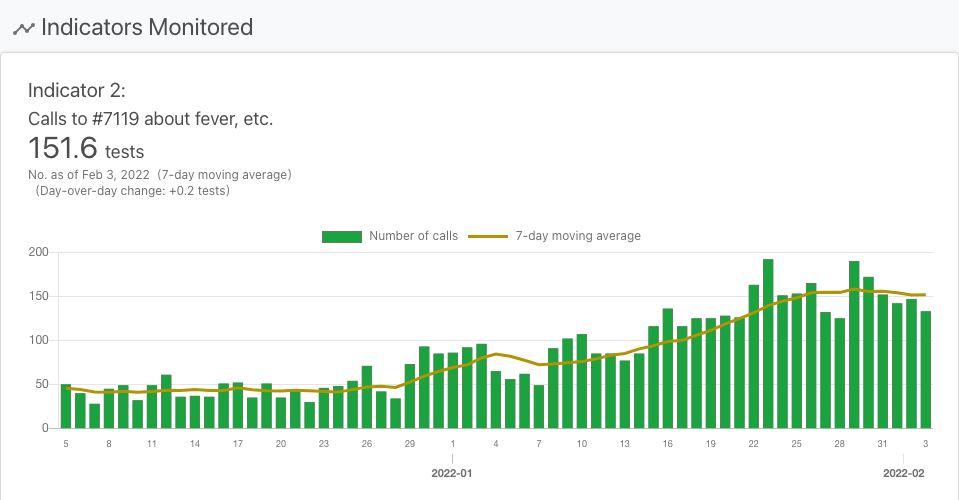 Indicators Monitored
Indicator 2:
Calls to #7119 about fever, etc.
151.6 tests
No. as of Feb 3, 2022 (7-day moving average)
(Day-over-day change: +0.2 tests)
Number of calls 7-day moving average
200
150
100
50
0
5 8 11 14 17 20 23 26 29 1 4 7 10 13 16 19 22 25 28 31 3
2022-01 2022-02